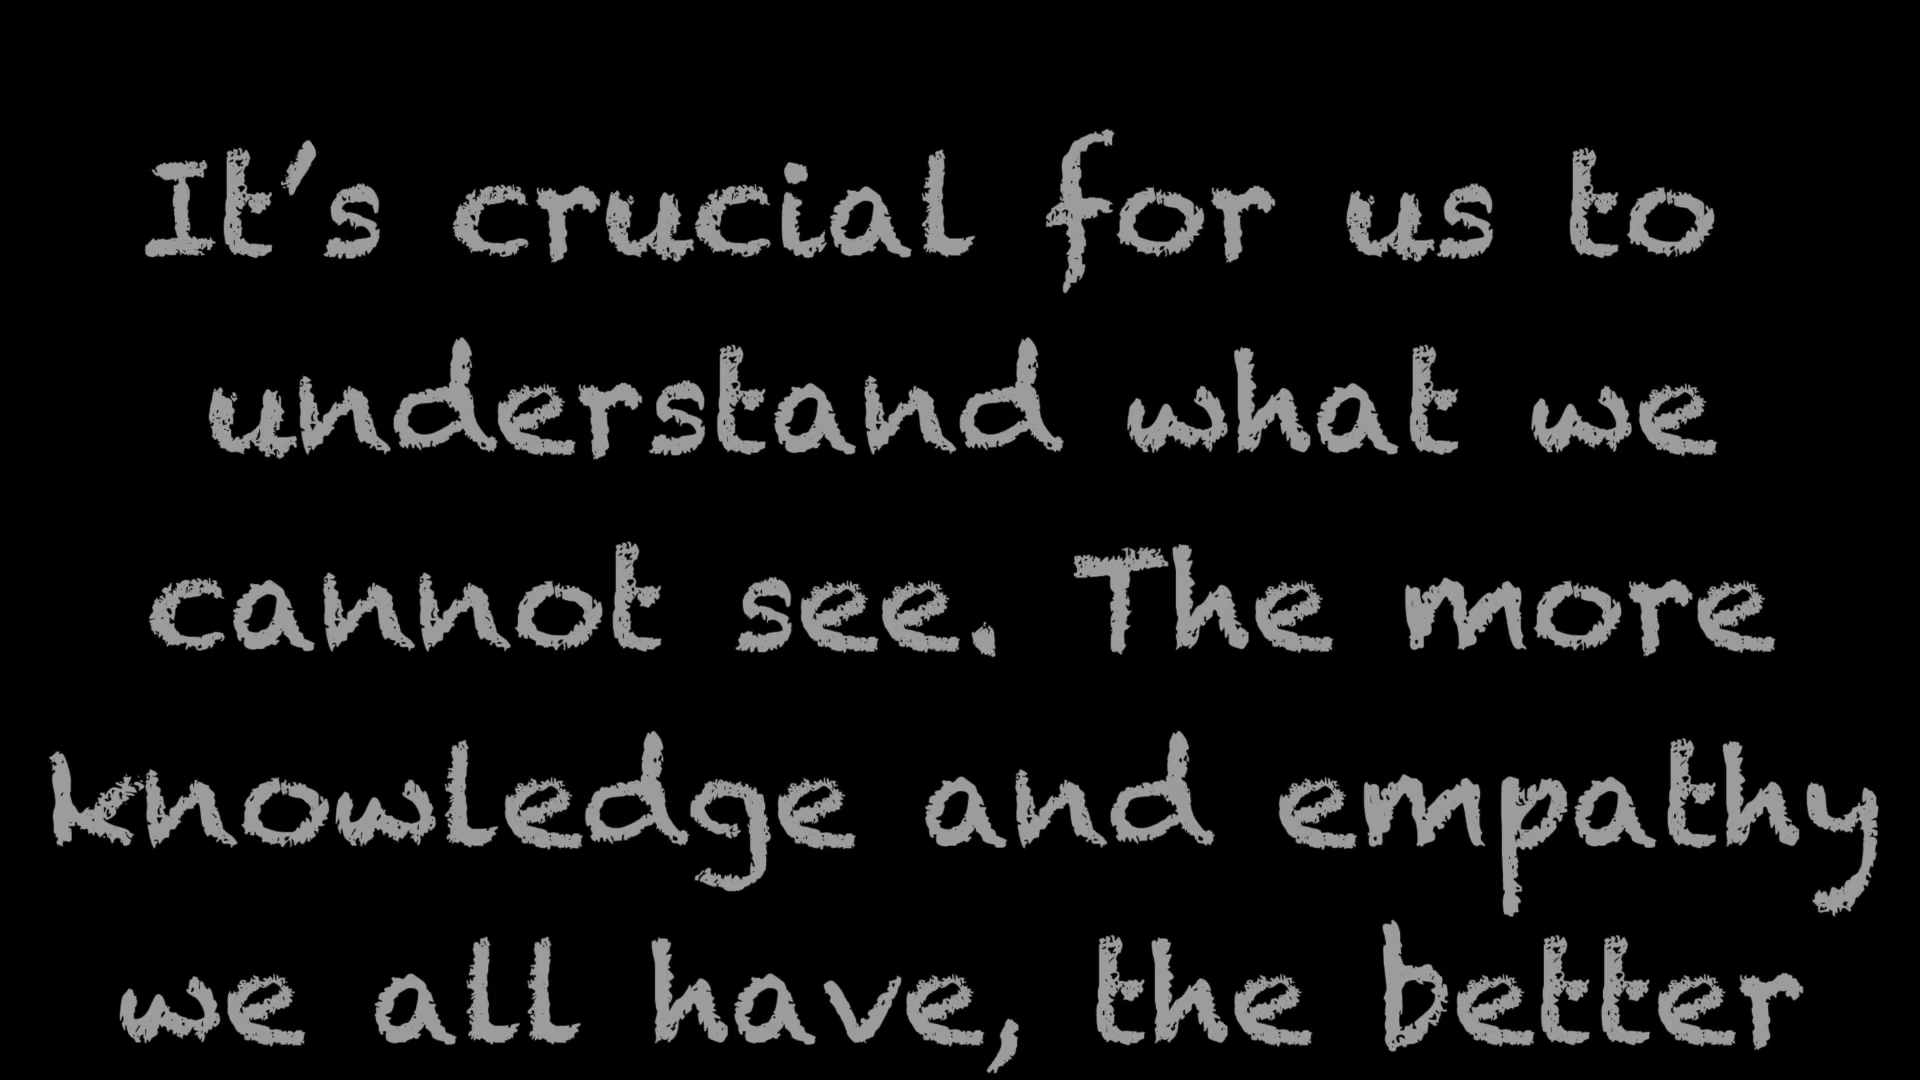 It's crucial for us to
understand what we
cannot see. The more
knowledge and empathy
we all have, the better